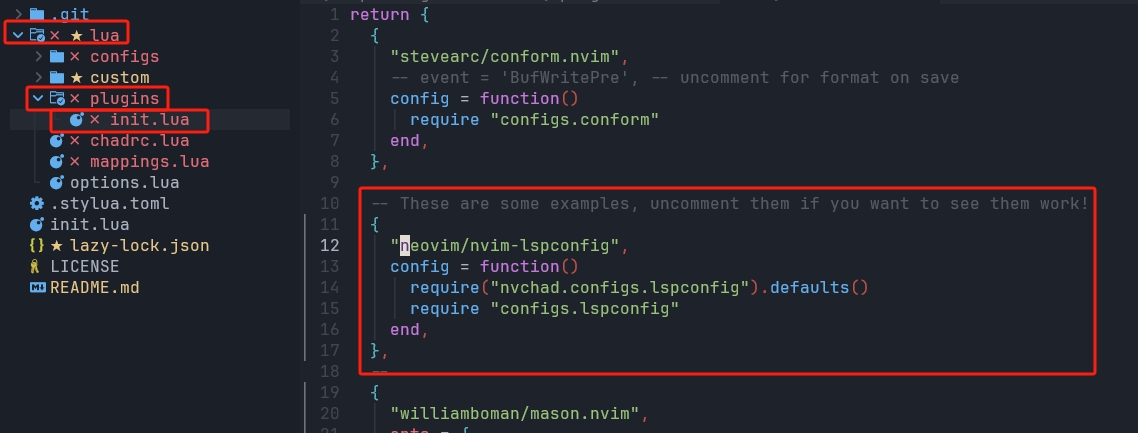 .git
lua
configs
custom
plugins
init.lua
chadrc.lua
mappings.lua
options.lua
.stylua.toml
init.lua
lazy-lock.json
LICENSE
README.md
1 return {
2 {
3 "stevearc/conform.nvim",
4 -- event = 'BufWritePre', -- uncomment for format on save
5 config = function()
6 require "configs.conform"
7 end,
8 },
9
10 -- These are some examples, uncomment them if you want to see them work!
11 {
12 "neovim/nvim-lspconfig",
13 config = function()
14 require("nvchad.configs.lspconfig").defaults()
15 require "configs.lspconfig"
16 end,
17 },
18 --
19 {
20 "williamboman/mason.nvim",